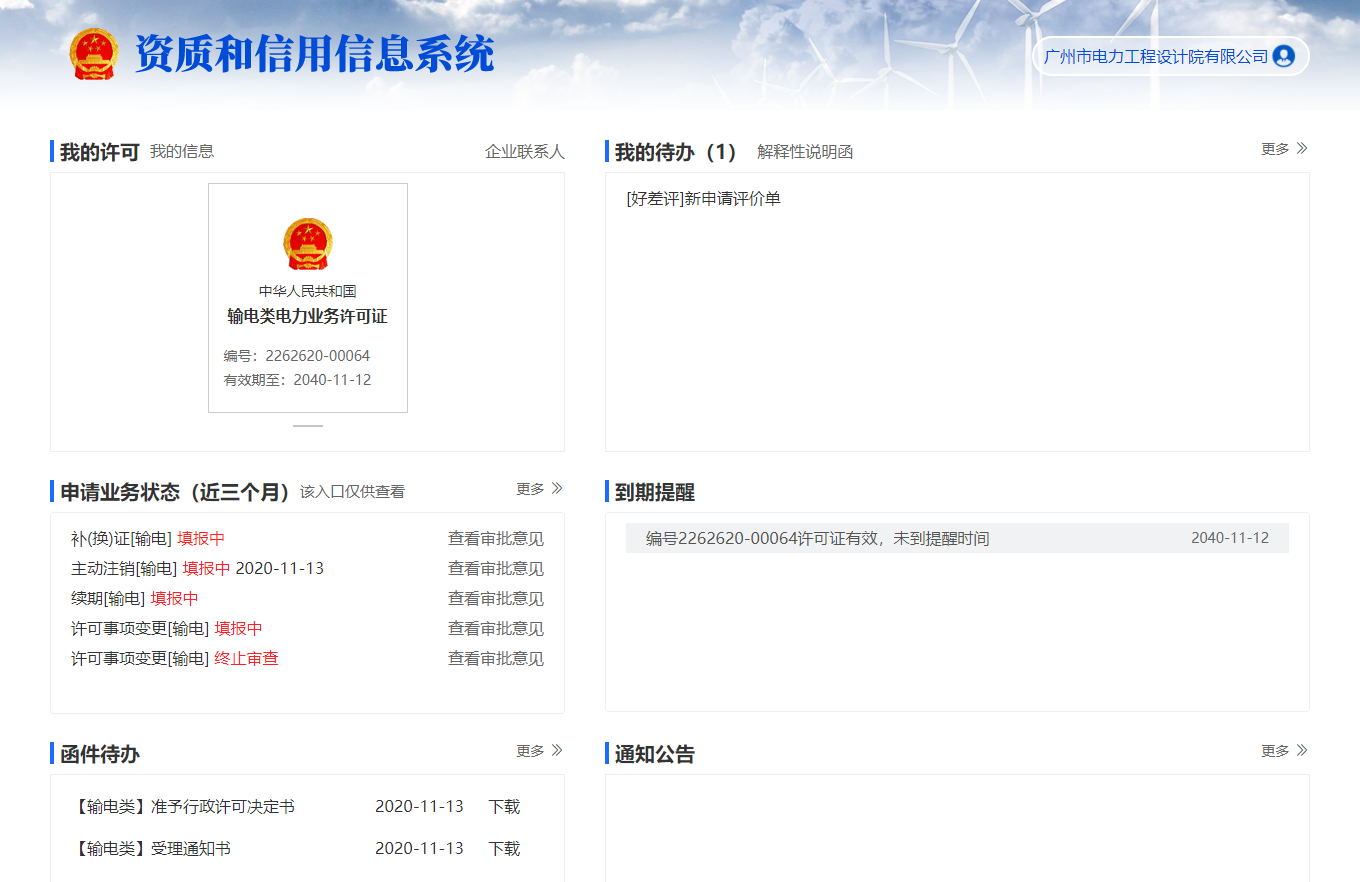 资质和信用信息系统
广州市电力工程设计院有限公司
我的许可 我的信息 企业联系人
中华人民共和国
输电类电力业务许可证
编号：2262620-00064
有效期至：2040-11-12
我的待办（1） 解释性说明函 更多
[好差评]新申请评价单
申请业务状态（近三个月） 该入口仅供查看 更多
补(换)证[输电] 填报中 查看审批意见
主动注销[输电] 填报中 2020-11-13 查看审批意见
续期[输电] 填报中 查看审批意见
许可事项变更[输电] 填报中 查看审批意见
许可事项变更[输电] 终止审查 查看审批意见
到期提醒
编号2262620-00064许可证有效，未到提醒时间 2040-11-12
函件待办 更多
【输电类】准予行政许可决定书 2020-11-13 下载
【输电类】受理通知书 2020-11-13 下载
通知公告 更多